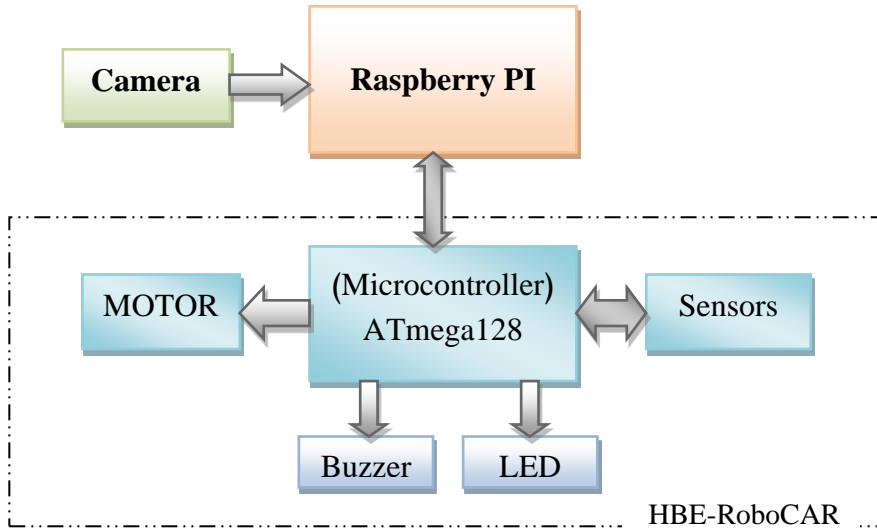 Camera
Raspberry PI
MOTOR
(Microcontroller)
ATmega128
Sensors
Buzzer
LED
HBE-RoboCAR